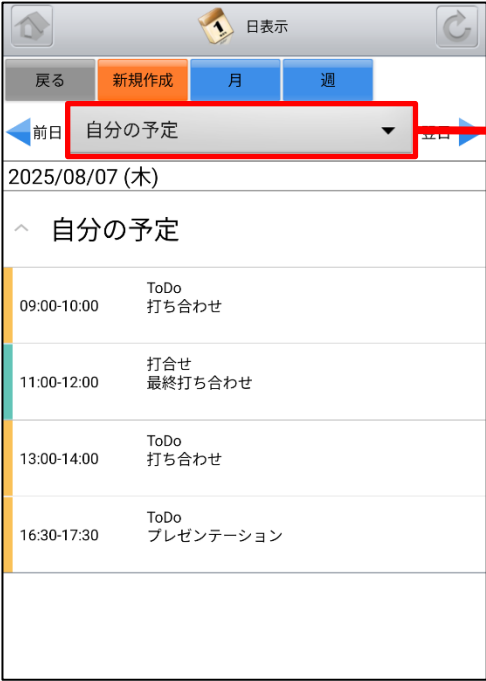 日表示
戻る 新規作成 月 週
前日 自分の予定 翌日
2025/08/07 (木)
自分の予定
ToDo
09:00-10:00 打ち合わせ
打合せ
11:00-12:00 最終打ち合わせ
ToDo
13:00-14:00 打ち合わせ
ToDo
16:30-17:30 プレゼンテーション